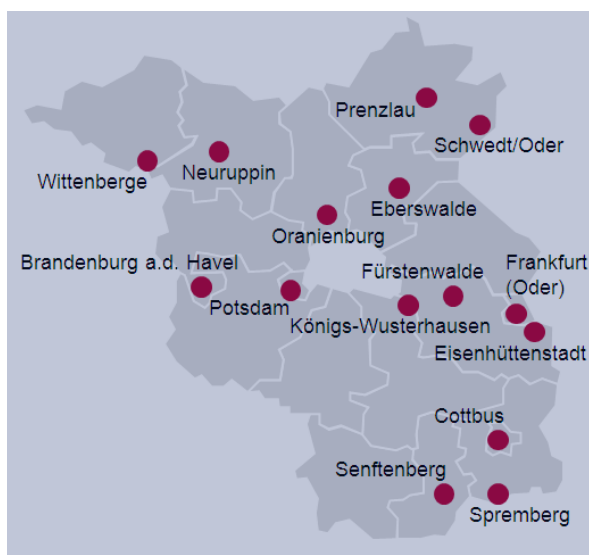 Prenzlau
Schwedt/Oder
Wittenberge
Neuruppin
Eberswalde
Oranienburg
Brandenburg a.d. Havel
Fürstenwalde
Frankfurt
(Oder)
Potsdam
Königs-Wusterhausen
Eisenhüttenstadt
Cottbus
Senftenberg
Spremberg